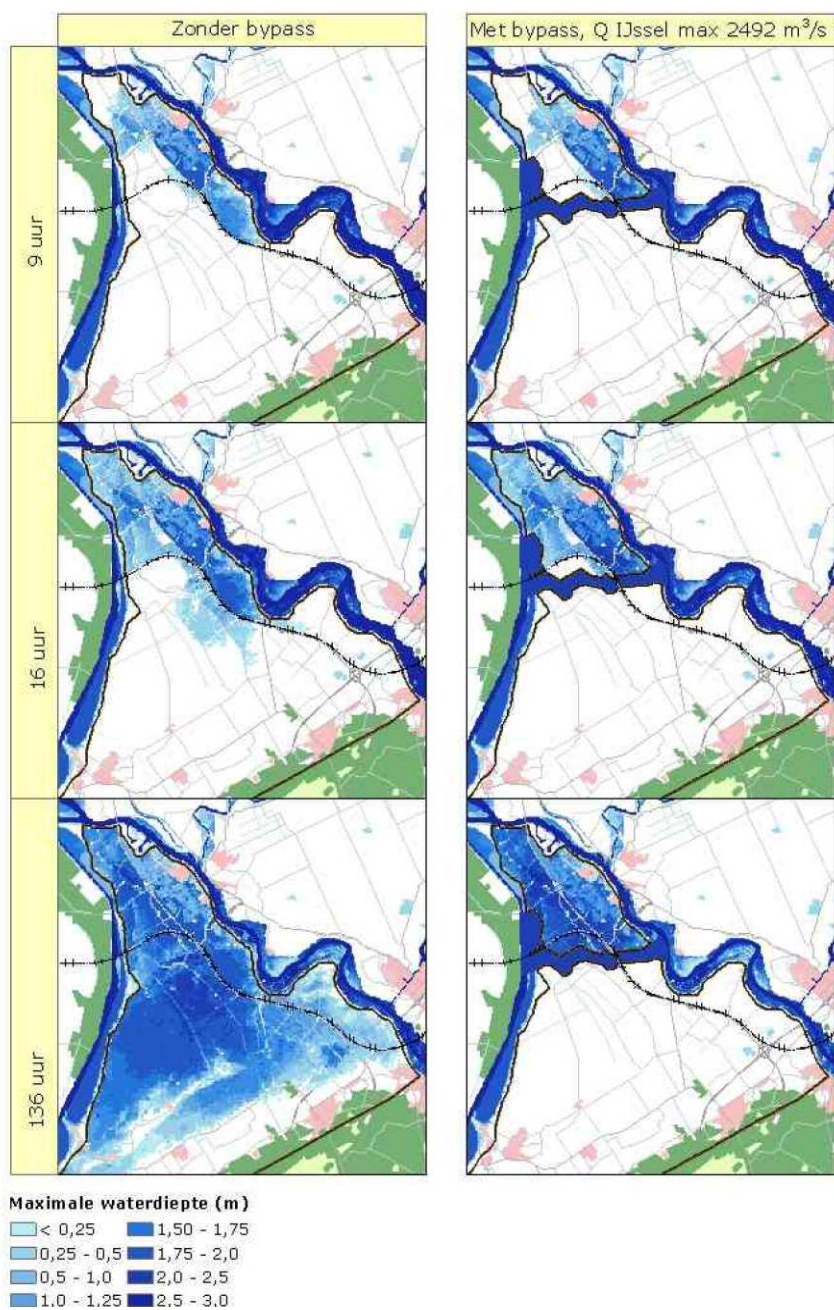 Zonder bypass
Met bypass, Q IJssel max 2492 m³/s
9 uur
16 uur
136 uur
Maximale waterdiepte (m)
< 0,25
1,50 - 1,75
0,25 - 0,5
1,75 - 2,0
0,5 - 1,0
2,0 - 2,5
1,0 - 1,25
2,5 - 3,0